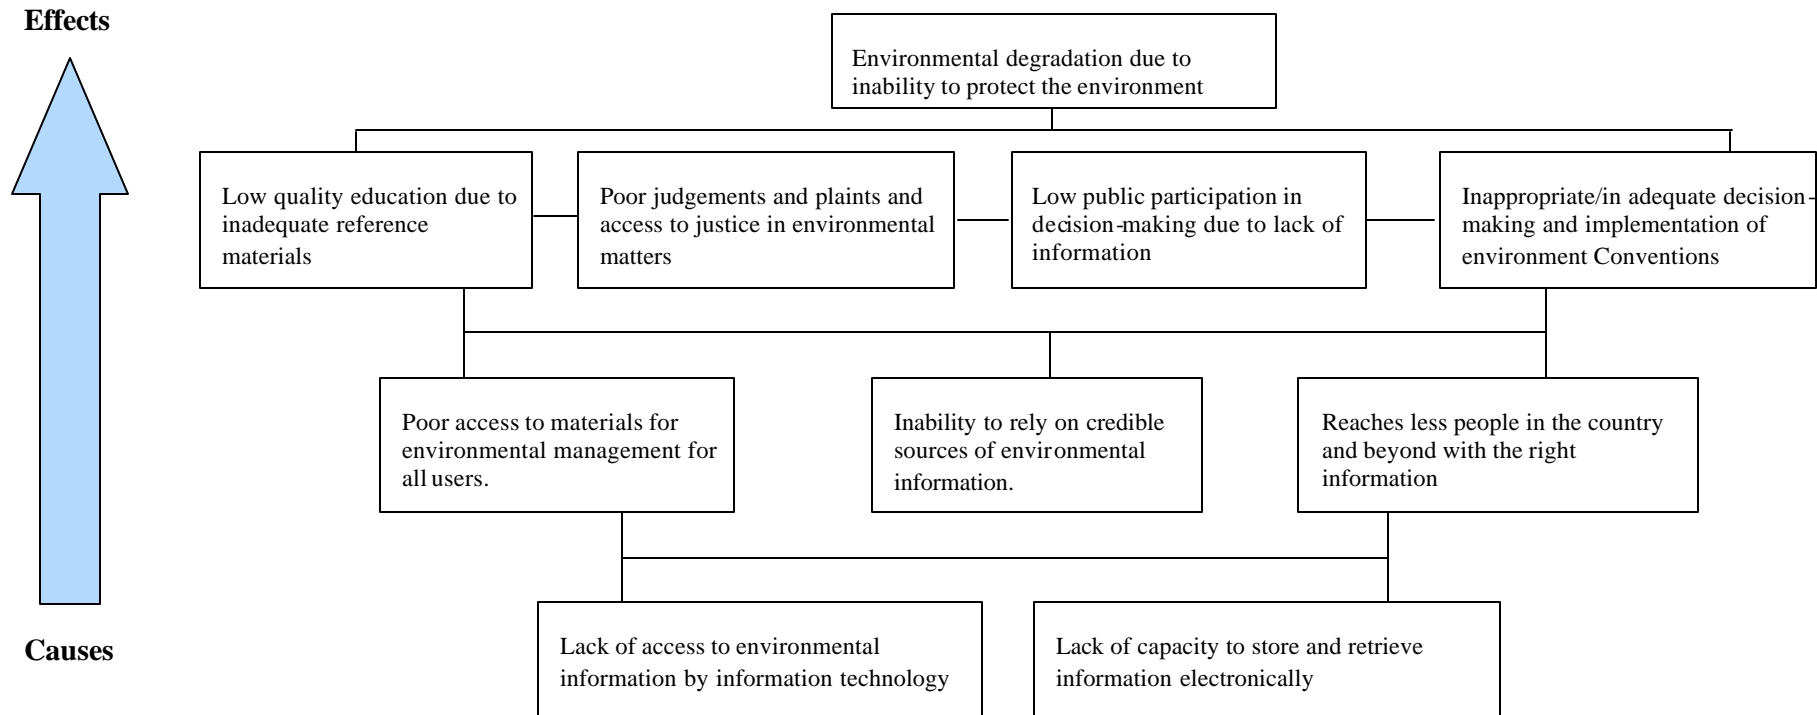 Effects
Environmental degradation due to
inability to protect the environment
Low quality education due to
inadequate reference
materials
Poor judgements and plaints and
access to justice in environmental
matters
Low public participation in
decision-making due to lack of
information
Inappropriate/in adequate decision-
making and implementation of
environment Conventions
Poor access to materials for
environmental management for
all users.
Inability to rely on credible
sources of environmental
information.
Reaches less people in the country
and beyond with the right
information
Causes
Lack of access to environmental
information by information technology
Lack of capacity to store and retrieve
information electronically